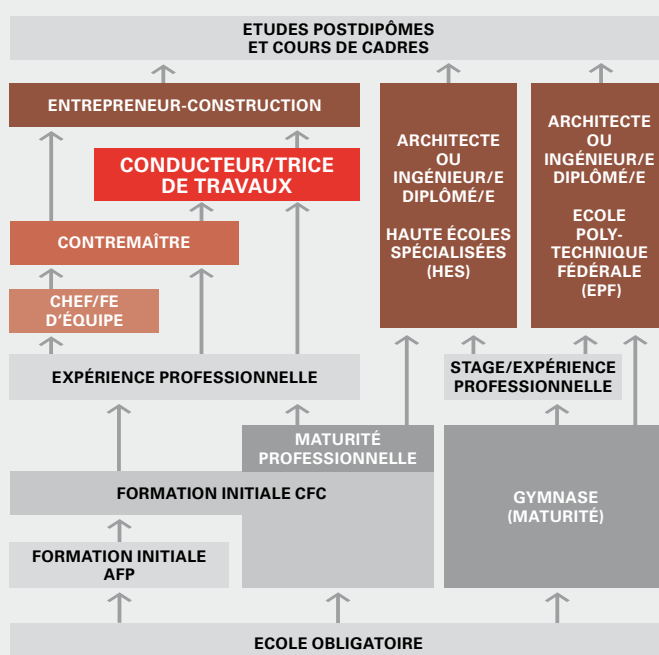 ETUDES POSTDIPÔMES
ET COURS DE CADRES
ENTREPRENEUR-CONSTRUCTION
CONDUCTEUR/TRICE
DE TRAVAUX
CONTREMAÎTRE
CHEF/FE
D'ÉQUIPE
ARCHITECTE
OU
INGÉNIEUR/E
DIPLÔMÉ/E
HAUTE ÉCOLES
SPÉCIALISÉES
(HES)
ARCHITECTE
OU
INGÉNIEUR/E
DIPLÔMÉ/E
ECOLE
POLY-
TECHNIQUE
FÉDÉRALE
(EPF)
EXPÉRIENCE PROFESSIONNELLE
STAGE/EXPÉRIENCE
PROFESSIONNELLE
MATURITÉ
PROFESSIONNELLE
FORMATION INITIALE CFC
GYMNASE
(MATURITÉ)
FORMATION INITIALE
AFP
ECOLE OBLIGATOIRE